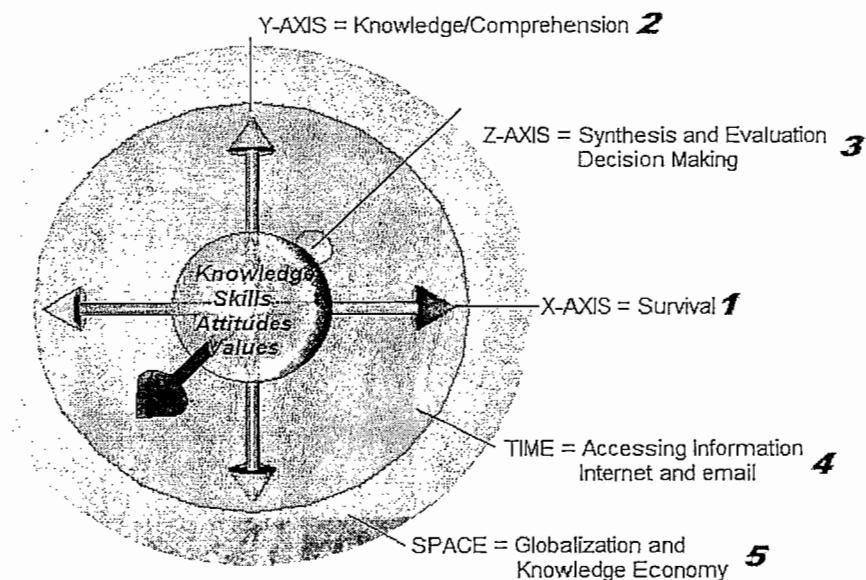 Y-AXIS = Knowledge/Comprehension 2
Z-AXIS = Synthesis and Evaluation
Decision Making 3
Knowledge
Skills
Attitudes
Values
X-AXIS = Survival 1
TIME = Accessing Information
Internet and email 4
SPACE = Globalization and
Knowledge Economy 5